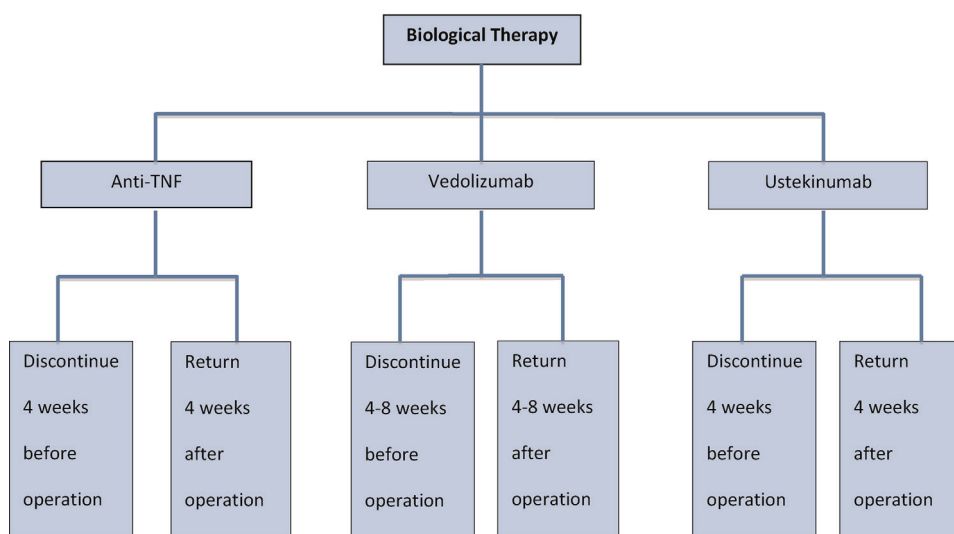 Biological Therapy
Anti-TNF
Vedolizumab
Ustekinumab
Discontinue
4 weeks
before
operation
Return
4 weeks
after
operation
Discontinue
4-8 weeks
before
operation
Return
4-8 weeks
after
operation
Discontinue
4 weeks
before
operation
Return
4 weeks
after
operation